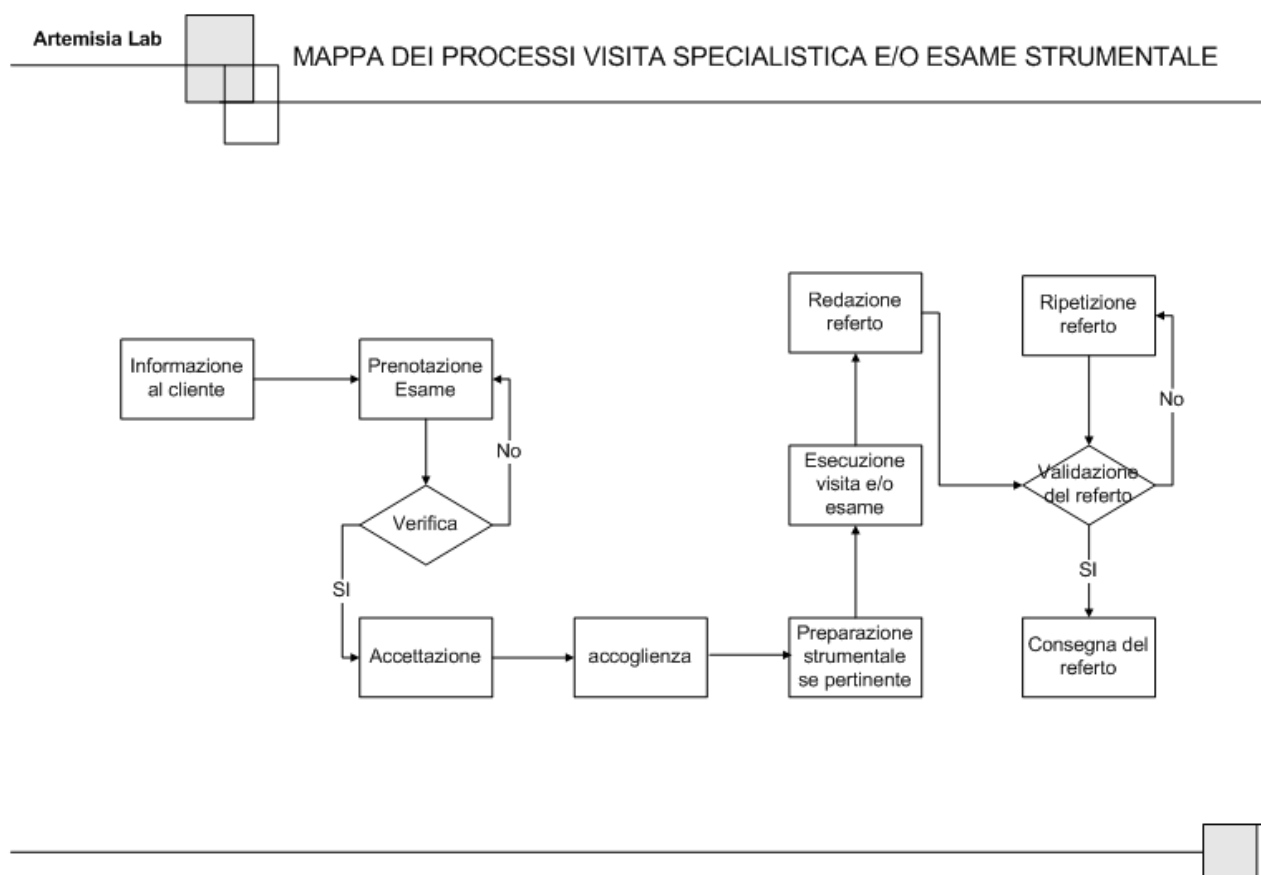 Artemisia Lab
MAPPA DEI PROCESSI VISITA SPECIALISTICA E/O ESAME STRUMENTALE
Informazione
al cliente
Prenotazione
Esame
No
Verifica
SI
Accettazione
accoglienza
Preparazione
strumentale
se pertinente
Esecuzione
visita e/o
esame
Redazione
referto
Ripetizione
referto
No
Validazione
del referto
SI
Consegna del
referto